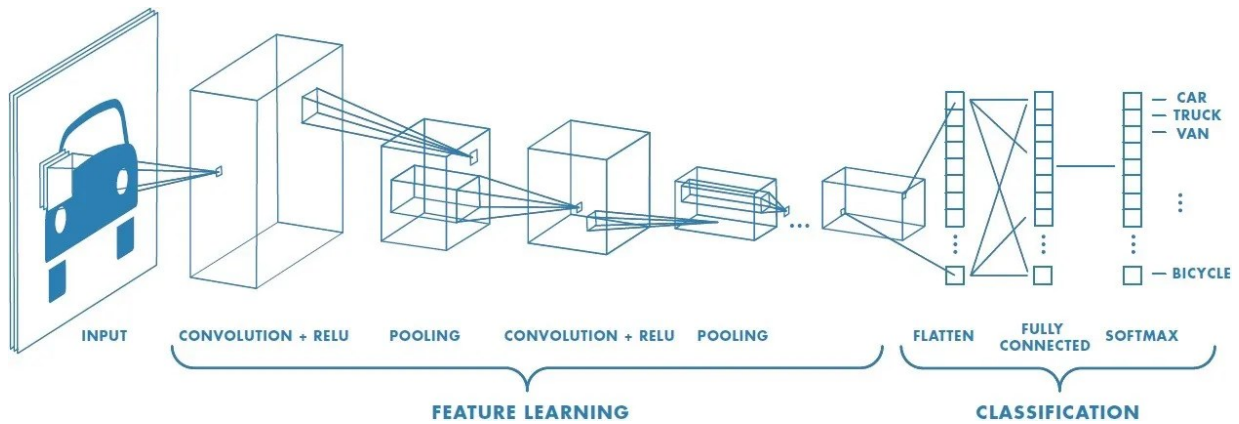 CAR
TRUCK
VAN
BICYCLE
INPUT
CONVOLUTION + RELU
POOLING
CONVOLUTION + RELU
POOLING
FLATTEN
FULLY
CONNECTED
SOFTMAX
FEATURE LEARNING
CLASSIFICATION